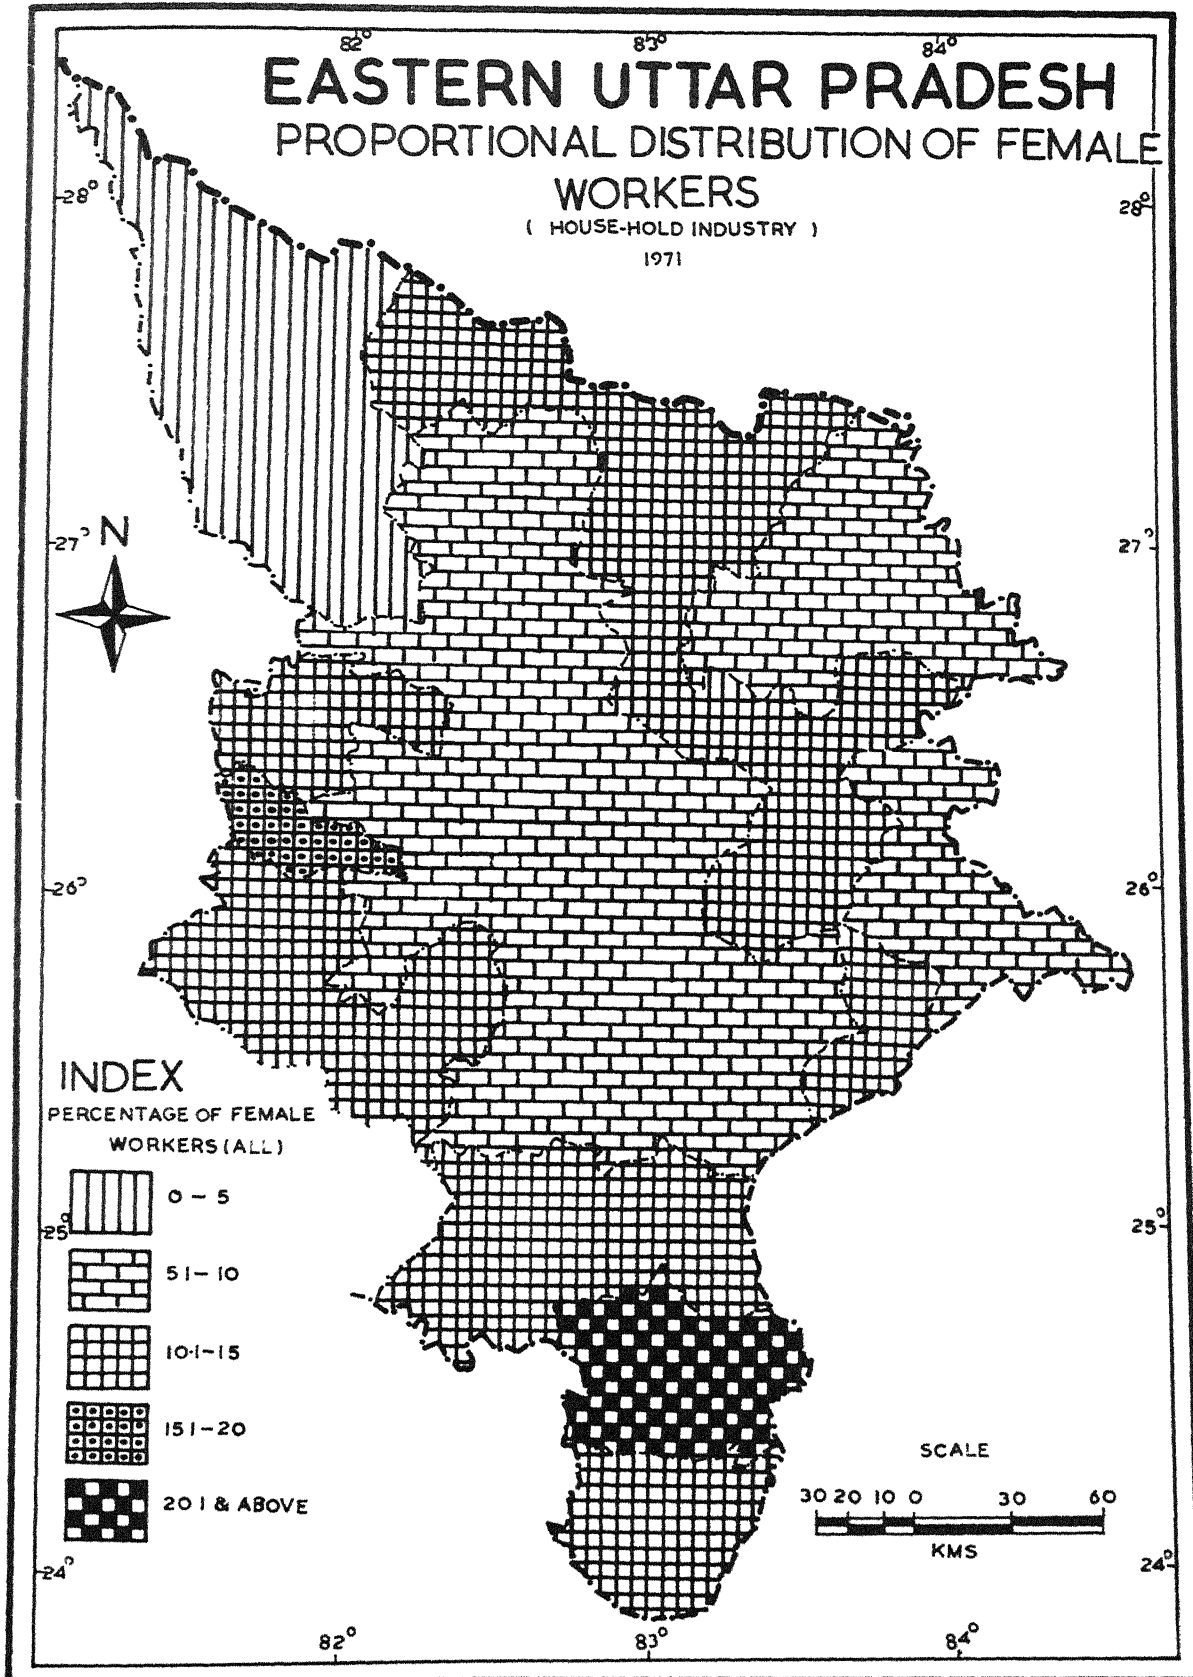 82° 83° 84°
EASTERN UTTAR PRADESH
PROPORTIONAL DISTRIBUTION OF FEMALE
WORKERS
( HOUSE-HOLD INDUSTRY )
1971
28° 28°
N
27° 27°
26° 26°
INDEX
PERCENTAGE OF FEMALE
WORKERS (ALL)
0 - 5
25° 25°
5 1 - 10
10·1 - 15
15 1 - 20
20 1 & ABOVE
SCALE
30 20 10 0 30 60
KMS
24° 24°
82° 83° 84°